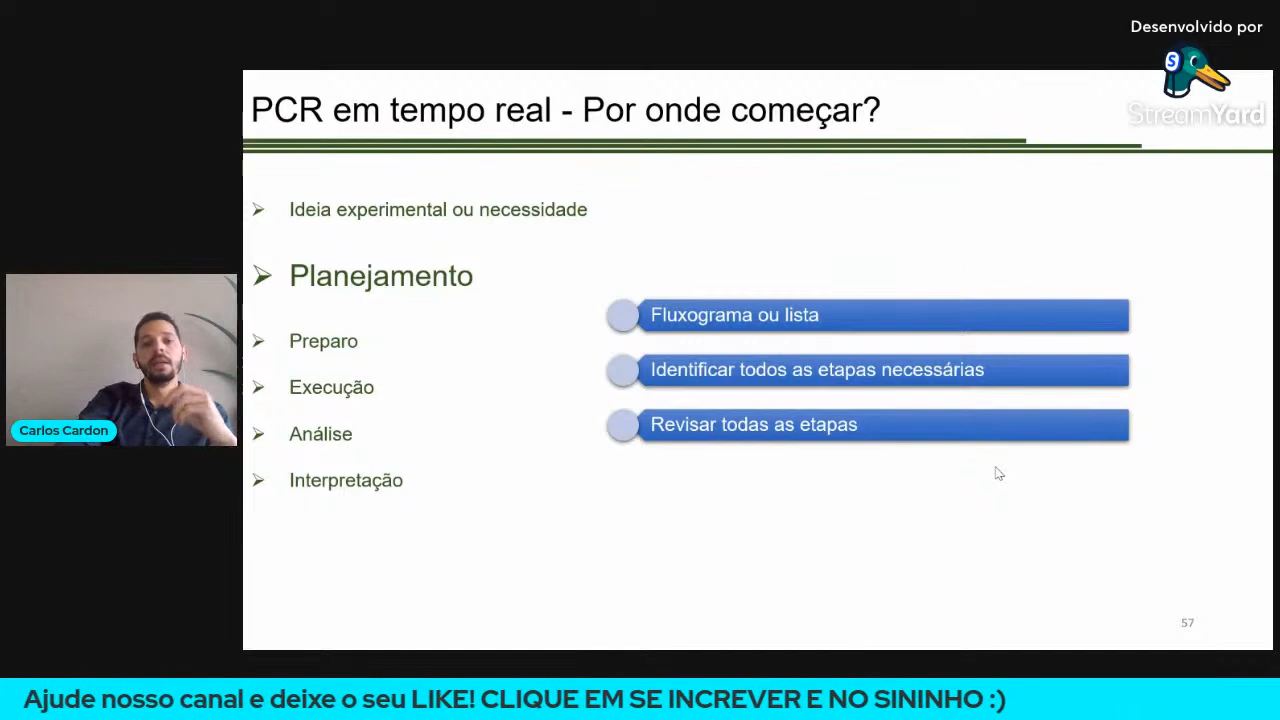 Desenvolvido por
S
StreamYard
PCR em tempo real - Por onde começar?
Ideia experimental ou necessidade
Planejamento
Preparo
Execução
Análise
Interpretação
Fluxograma ou lista
Identificar todos as etapas necessárias
Revisar todas as etapas
Carlos Cardon
57
Ajude nosso canal e deixe o seu LIKE! CLIQUE EM SE INCREVER E NO SININHO :)